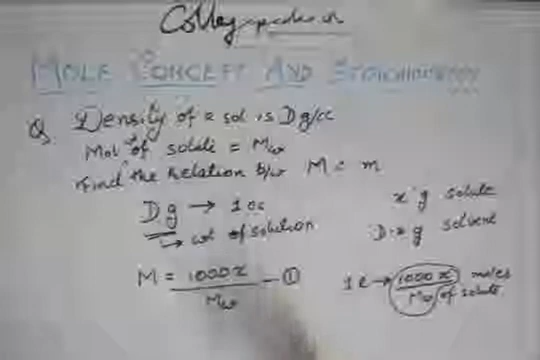 MOLE CONCEPT AND STOICHIOMETRY
Q. Density of a sol is D g/cc
Mol wt of solute = Mw
Find the Relation b/w M & m
D g → 1 cc
↳ wt of solution
x g solute
D-x g solvent
M = 1000x / Mw — ①
1 l → 1000 x / Mw moles of solute